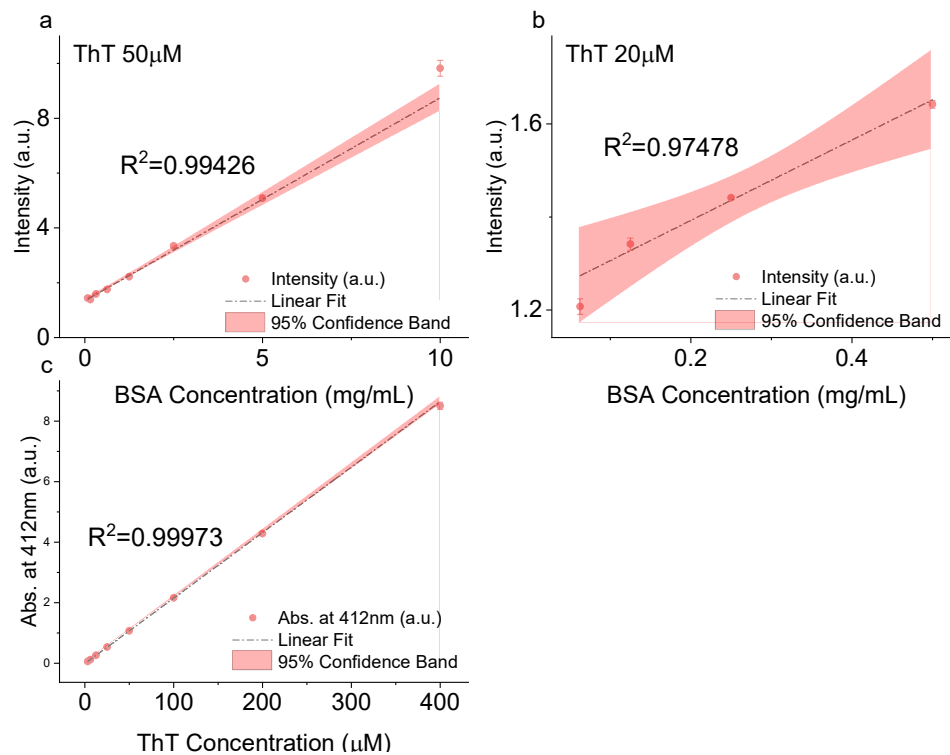 a
ThT 50μM
R²=0.99426
8
4
0
Intensity (a.u.)
Intensity (a.u.)
Linear Fit
95% Confidence Band
0
5
10
BSA Concentration (mg/mL)
b
ThT 20μM
R²=0.97478
1.6
1.2
Intensity (a.u.)
Intensity (a.u.)
Linear Fit
95% Confidence Band
0.2
0.4
BSA Concentration (mg/mL)
c
R²=0.99973
8
6
4
2
0
Abs. at 412nm (a.u.)
Abs. at 412nm (a.u.)
Linear Fit
95% Confidence Band
0
100
200
300
400
ThT Concentration (μM)